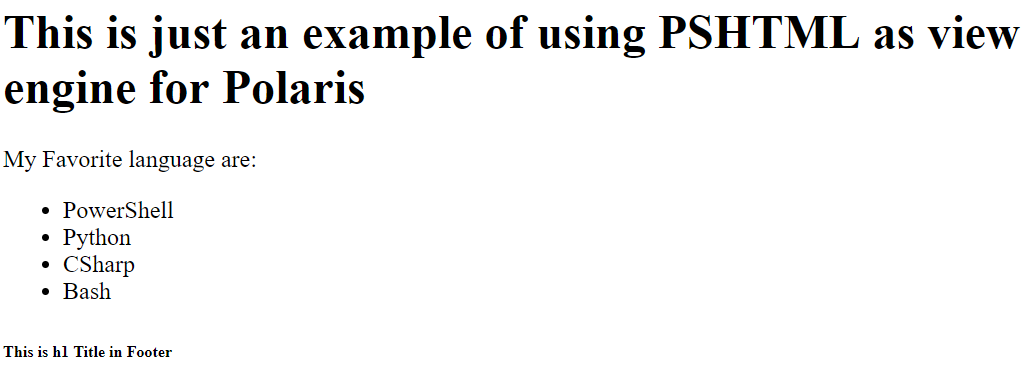 This is just an example of using PSHTML as view
engine for Polaris
My Favorite language are:
PowerShell
Python
CSharp
Bash
This is h1 Title in Footer